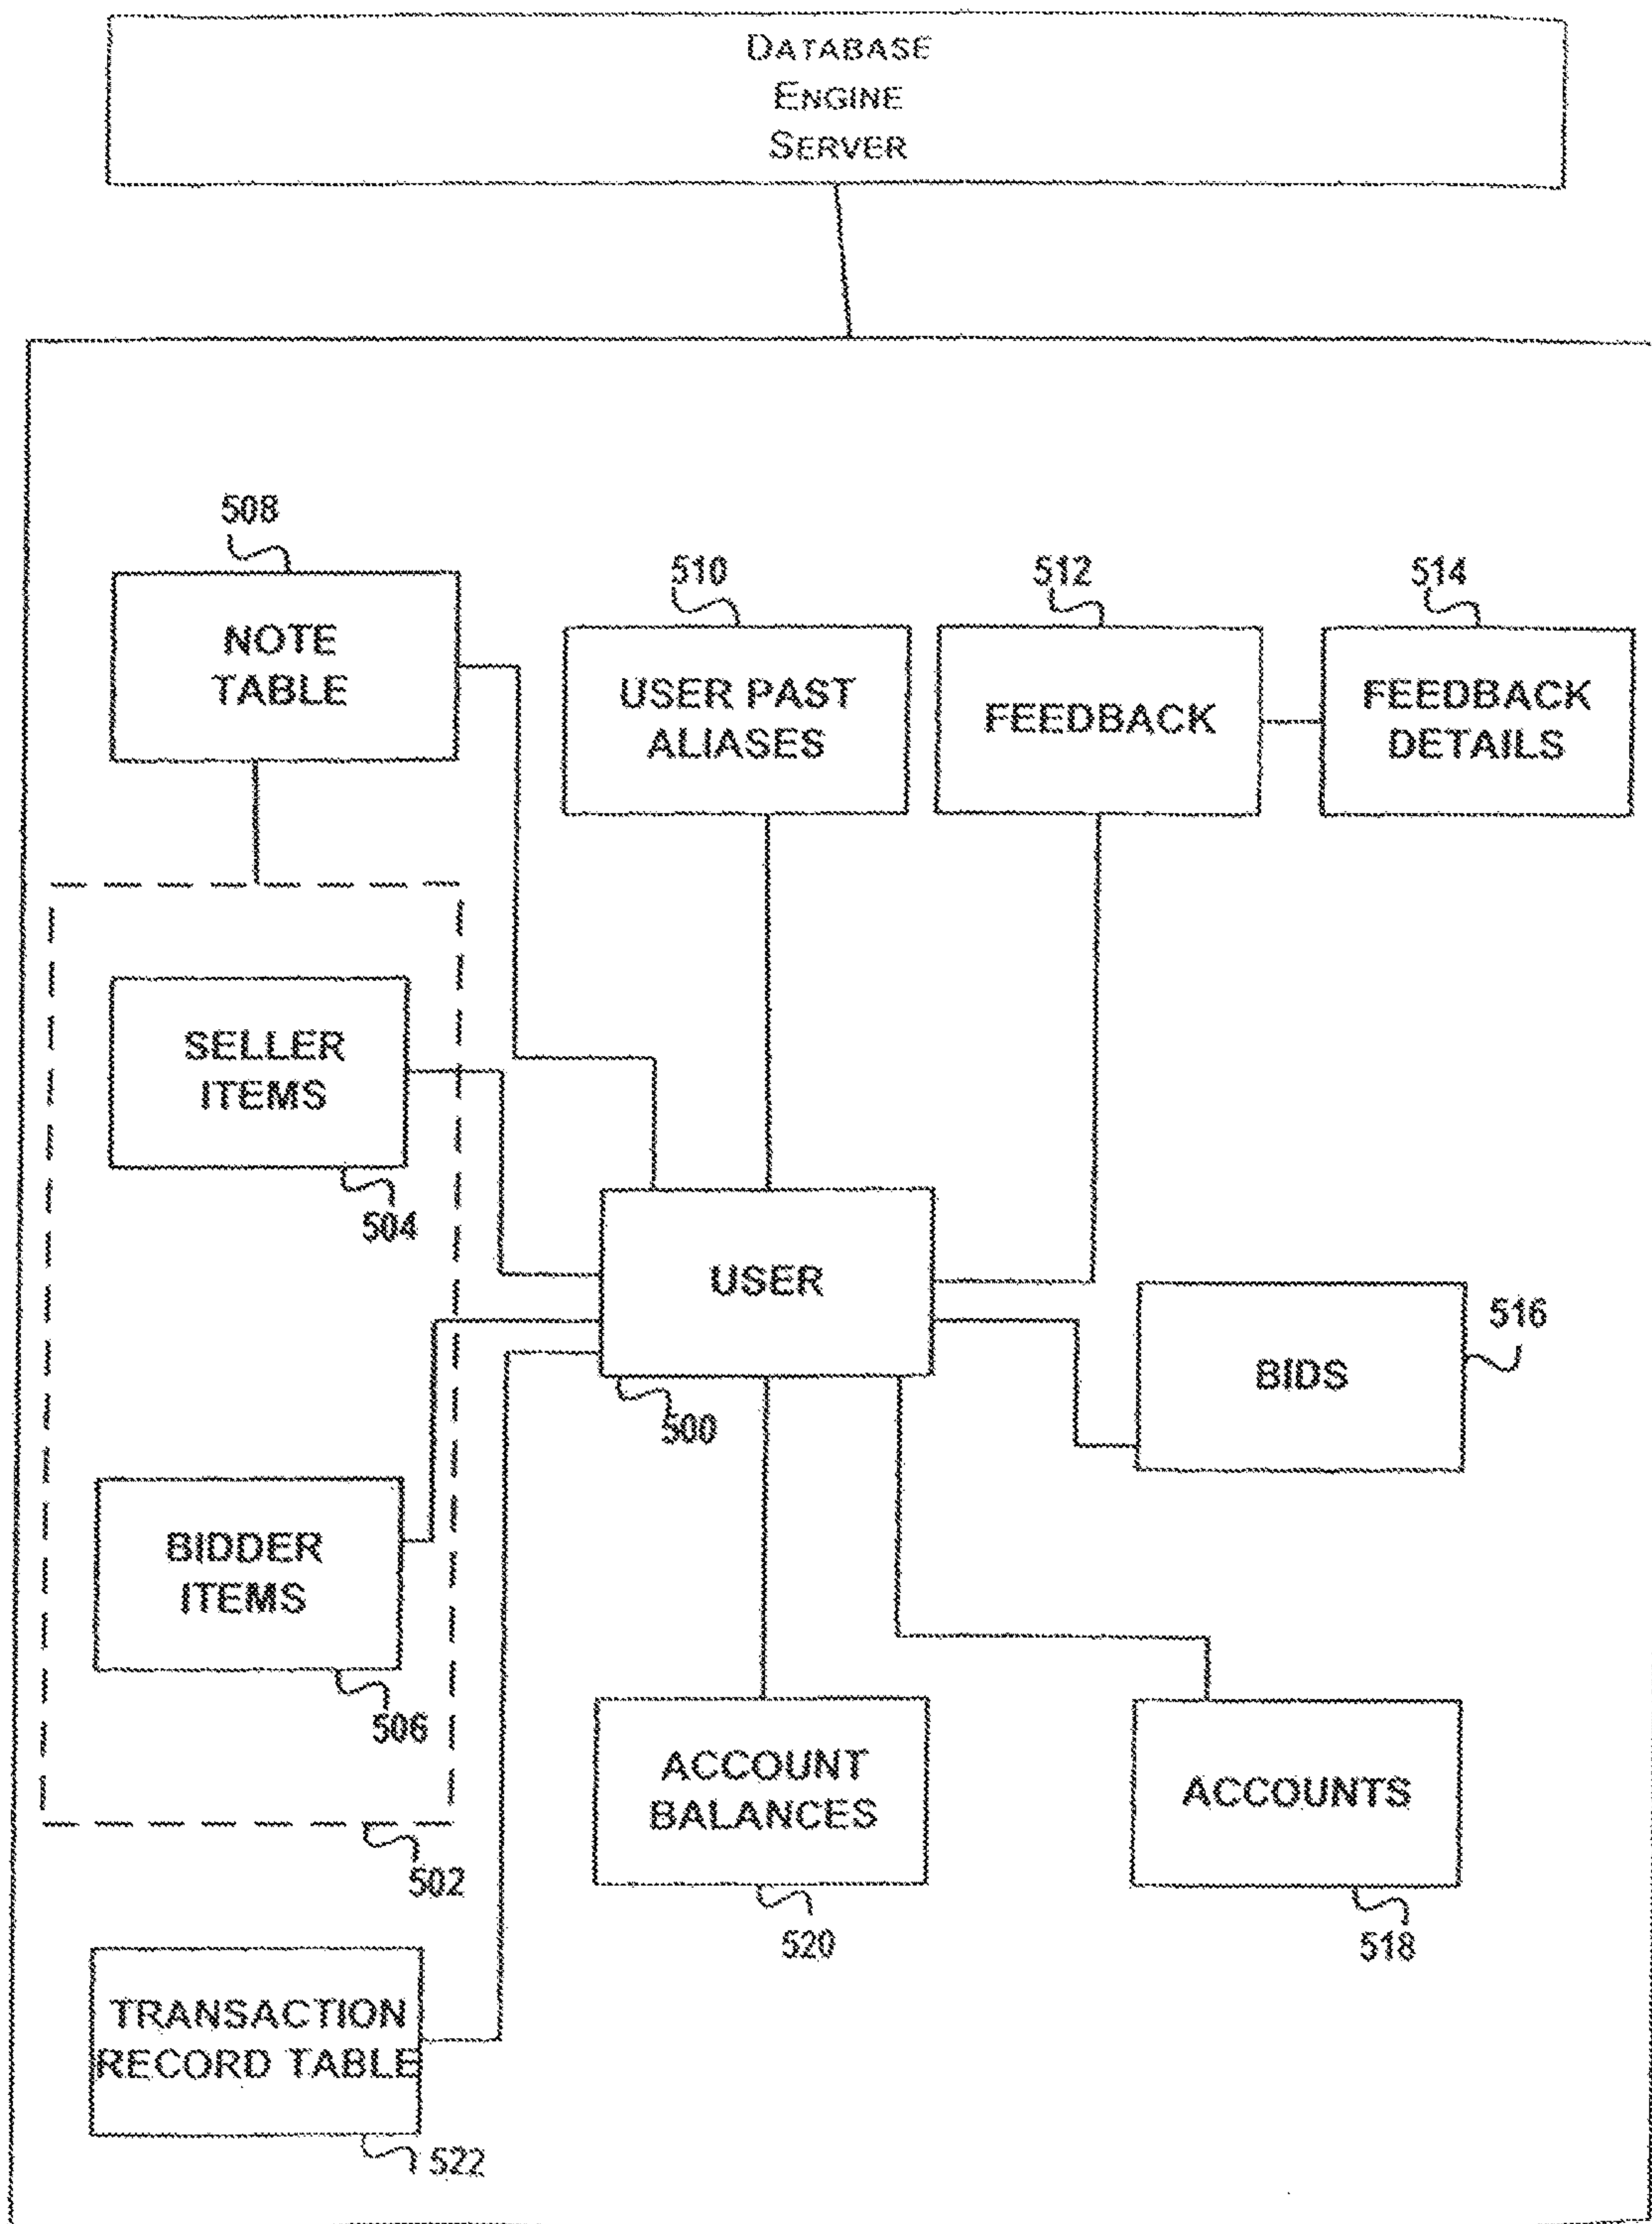 DATABASE
ENGINE
SERVER
508
NOTE
TABLE
510
USER PAST
ALIASES
512
FEEDBACK
514
FEEDBACK
DETAILS
SELLER
ITEMS
504
USER
500
BIDS
516
BIDDER
ITEMS
506
502
ACCOUNT
BALANCES
520
ACCOUNTS
518
TRANSACTION
RECORD TABLE
522